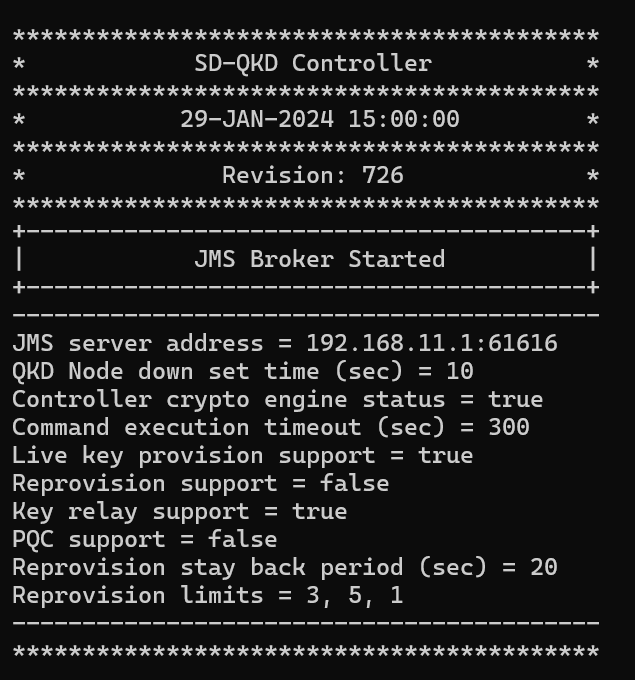 ******************************************
* SD-QKD Controller *
******************************************
* 29-JAN-2024 15:00:00 *
******************************************
* Revision: 726 *
******************************************
+----------------------------------------+
| JMS Broker Started |
+----------------------------------------+
------------------------------------------
JMS server address = 192.168.11.1:61616
QKD Node down set time (sec) = 10
Controller crypto engine status = true
Command execution timeout (sec) = 300
Live key provision support = true
Reprovision support = false
Key relay support = true
PQC support = false
Reprovision stay back period (sec) = 20
Reprovision limits = 3, 5, 1
------------------------------------------
******************************************